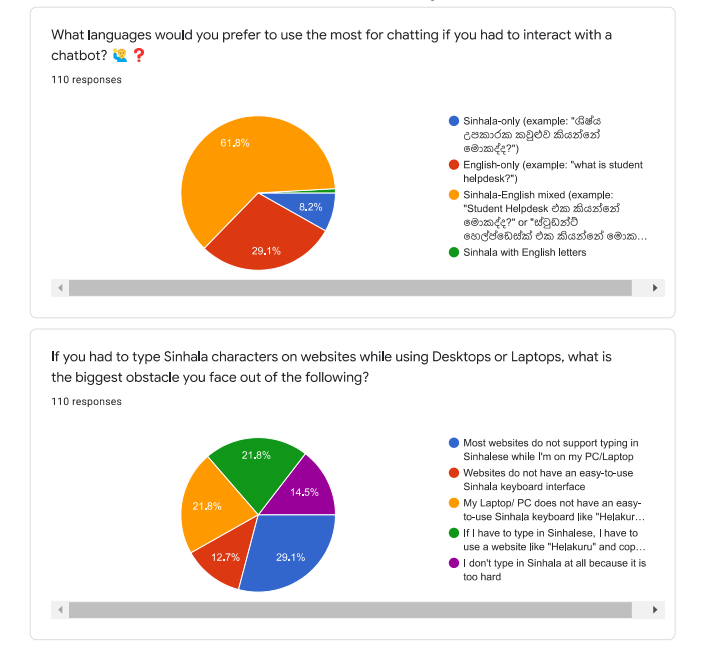 What languages would you prefer to use the most for chatting if you had to interact with a
chatbot? 🙋‍♂️ ❓
110 responses
61.8%
8.2%
29.1%
Sinhala-only (example: "ශිෂ්ය
උපකාරක කවුළුව කියන්නේ
මොකද්ද?")
English-only (example: "what is student
helpdesk?")
Sinhala-English mixed (example:
"Student Helpdesk එක කියන්නේ
මොකද්ද?" or "ස්ටුඩන්ට්
හෙල්ප්ඩෙස්ක් එක කියන්නේ මොක...
Sinhala with English letters
If you had to type Sinhala characters on websites while using Desktops or Laptops, what is
the biggest obstacle you face out of the following?
110 responses
21.8%
14.5%
21.8%
12.7%
29.1%
Most websites do not support typing in
Sinhalese while I'm on my PC/Laptop
Websites do not have an easy-to-use
Sinhala keyboard interface
My Laptop/ PC does not have an easy-
to-use Sinhala keyboard like "Helakur...
If I have to type in Sinhalese, I have to
use a website like "Helakuru" and cop...
I don't type in Sinhala at all because it is
too hard